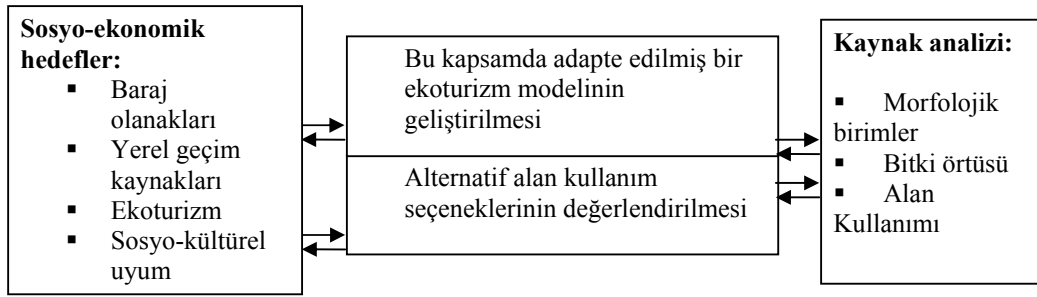 Sosyo-ekonomik
hedefler:
▪ Baraj
olanakları
▪ Yerel geçim
kaynakları
▪ Ekoturizm
▪ Sosyo-kültürel
uyum
Bu kapsamda adapte edilmiş bir
ekoturizm modelinin
geliştirilmesi
Alternatif alan kullanım
seçeneklerinin değerlendirilmesi
Kaynak analizi:
▪ Morfolojik
birimler
▪ Bitki örtüsü
▪ Alan
Kullanımı